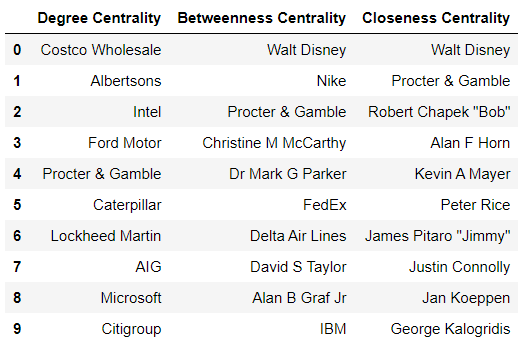 Degree Centrality Betweenness Centrality Closeness Centrality
0 Costco Wholesale Walt Disney Walt Disney
1 Albertsons Nike Procter & Gamble
2 Intel Procter & Gamble Robert Chapek "Bob"
3 Ford Motor Christine M McCarthy Alan F Horn
4 Procter & Gamble Dr Mark G Parker Kevin A Mayer
5 Caterpillar FedEx Peter Rice
6 Lockheed Martin Delta Air Lines James Pitaro "Jimmy"
7 AIG David S Taylor Justin Connolly
8 Microsoft Alan B Graf Jr Jan Koeppen
9 Citigroup IBM George Kalogridis